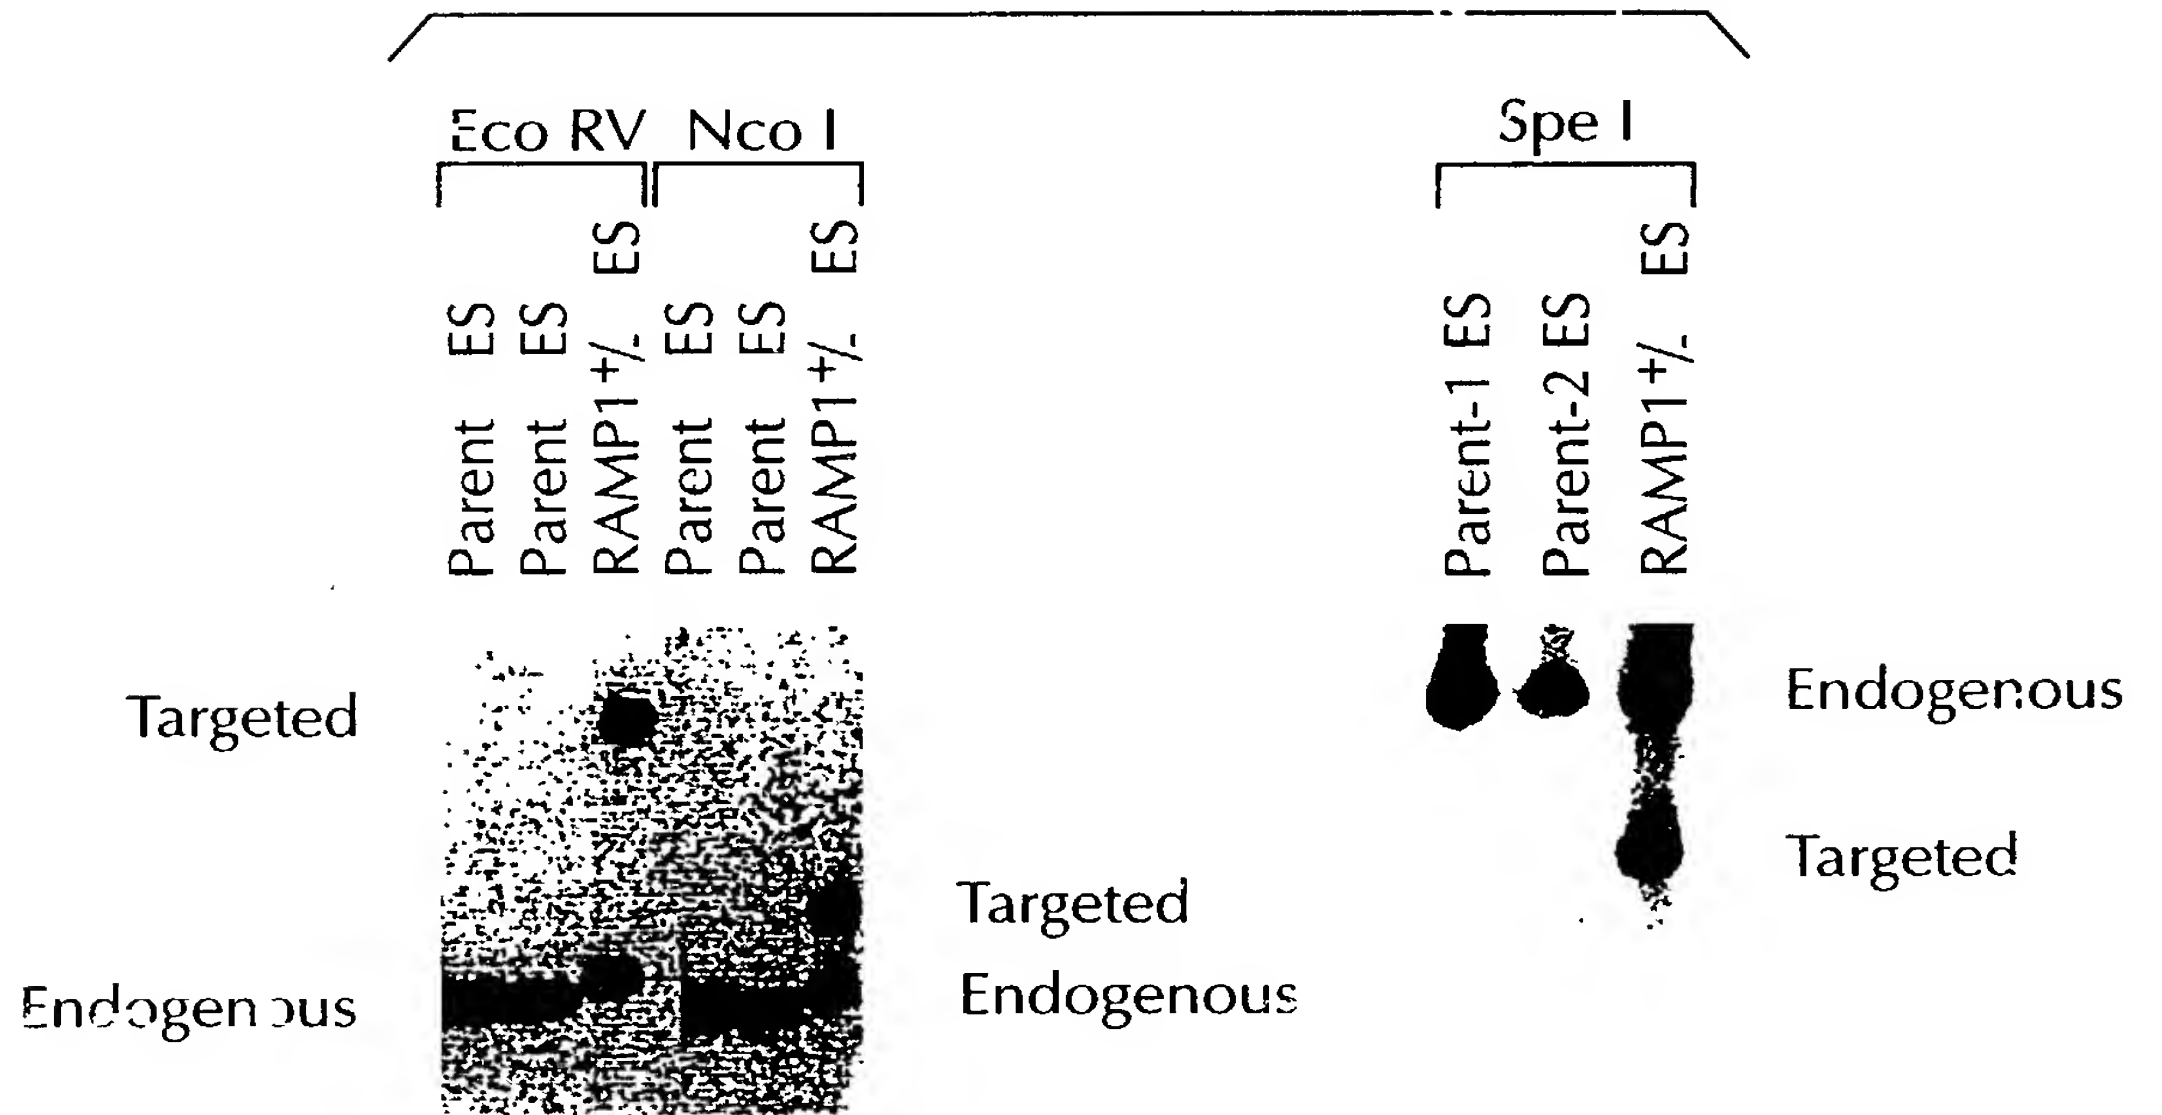 Eco RV
Nco I
Spe I
Parent ES
Parent ES
RAMP1+/- ES
Parent ES
Parent ES
RAMP1+/- ES
Parent-1 ES
Parent-2 ES
RAMP1+/- ES
Targeted
Endogenous
Targeted
Endogenous
Endogenous
Targeted